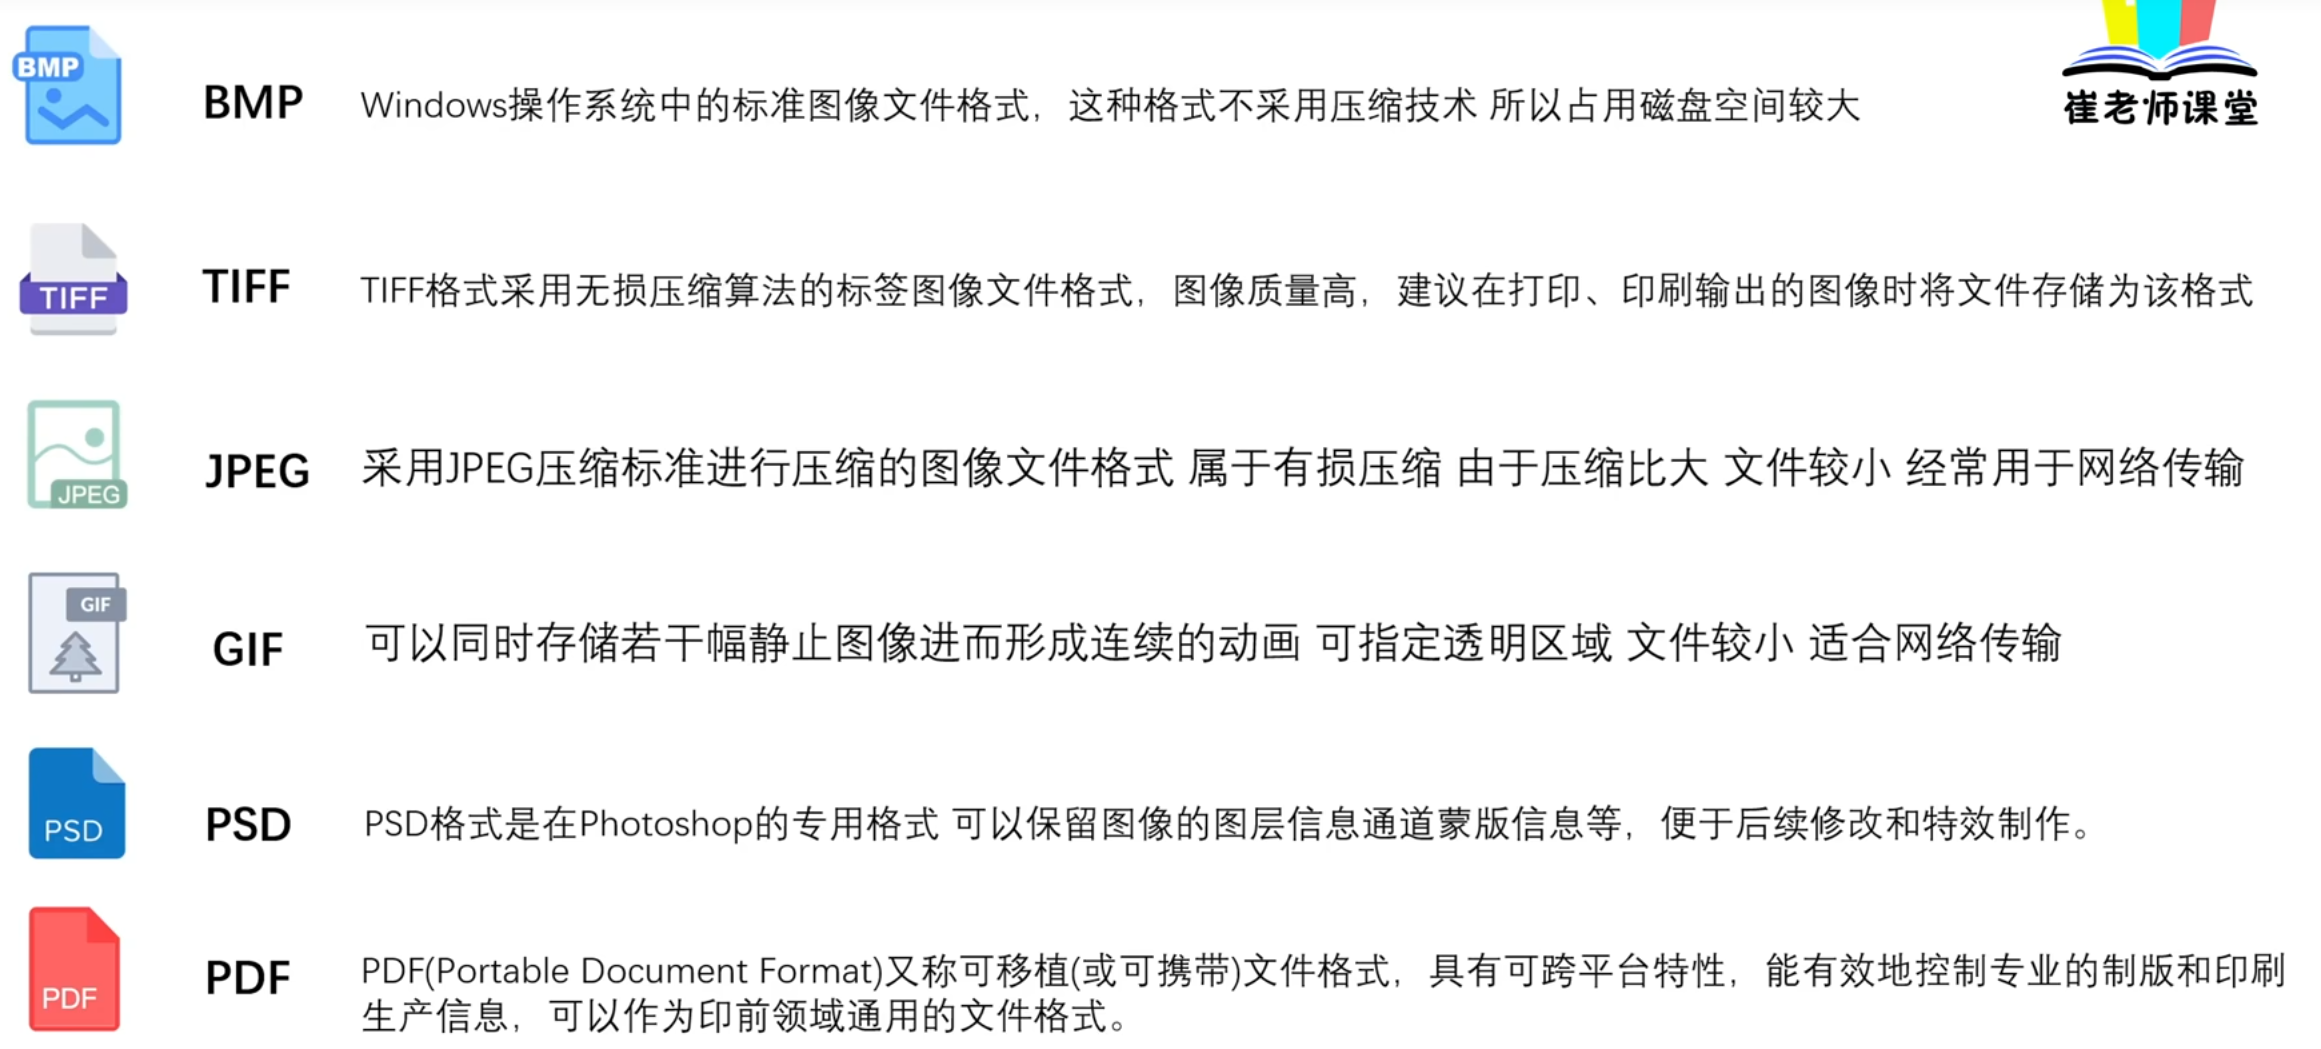 BMP
BMP
Windows操作系统中的标准图像文件格式，这种格式不采用压缩技术 所以占用磁盘空间较大
崔老师课堂
TIFF
TIFF
TIFF格式采用无损压缩算法的标签图像文件格式，图像质量高，建议在打印、印刷输出的图像时将文件存储为该格式
JPEG
JPEG
采用JPEG压缩标准进行压缩的图像文件格式 属于有损压缩 由于压缩比大 文件较小 经常用于网络传输
GIF
GIF
可以同时存储若干幅静止图像进而形成连续的动画 可指定透明区域 文件较小 适合网络传输
PSD
PSD
PSD格式是在Photoshop的专用格式 可以保留图像的图层信息通道蒙版信息等，便于后续修改和特效制作。
PDF
PDF
PDF(Portable Document Format)又称可移植(或可携带)文件格式，具有可跨平台特性，能有效地控制专业的制版和印刷
生产信息，可以作为印前领域通用的文件格式。